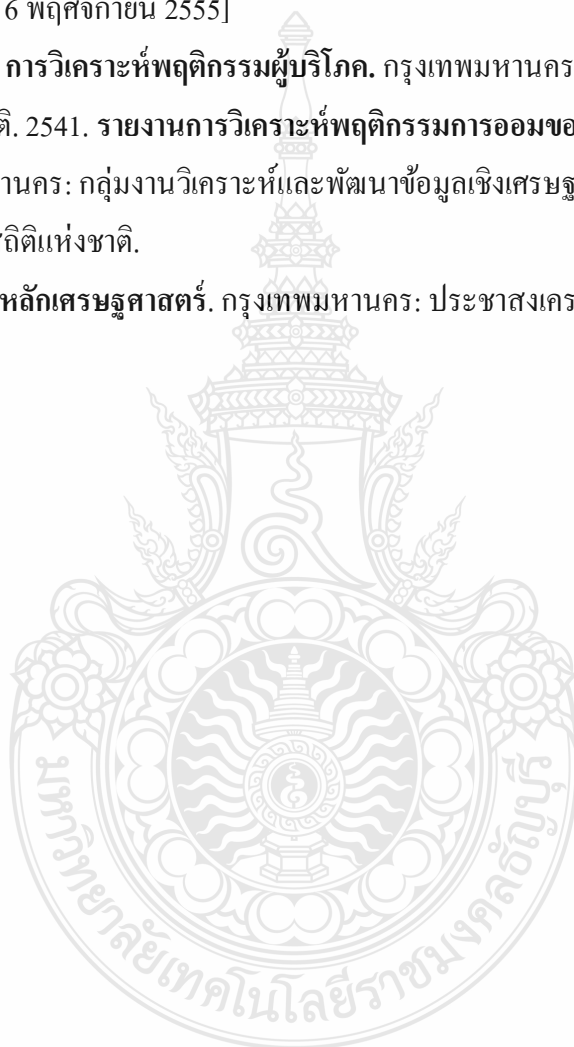 6 พฤศจิกายน 2555]
การวิเคราะห์พฤติกรรมผู้บริโภค. กรุงเทพมหานคร
ติ. 2541. รายงานการวิเคราะห์พฤติกรรมการออมขอ
านคร: กลุ่มงานวิเคราะห์และพัฒนาข้อมูลเชิงเศรษฐ
ถิติแห่งชาติ.
หลักเศรษฐศาสตร์. กรุงเทพมหานคร: ประชาสงเคร
มหาวิทยาลัยเทคโนโลยีราชมงคลธัญบุรี